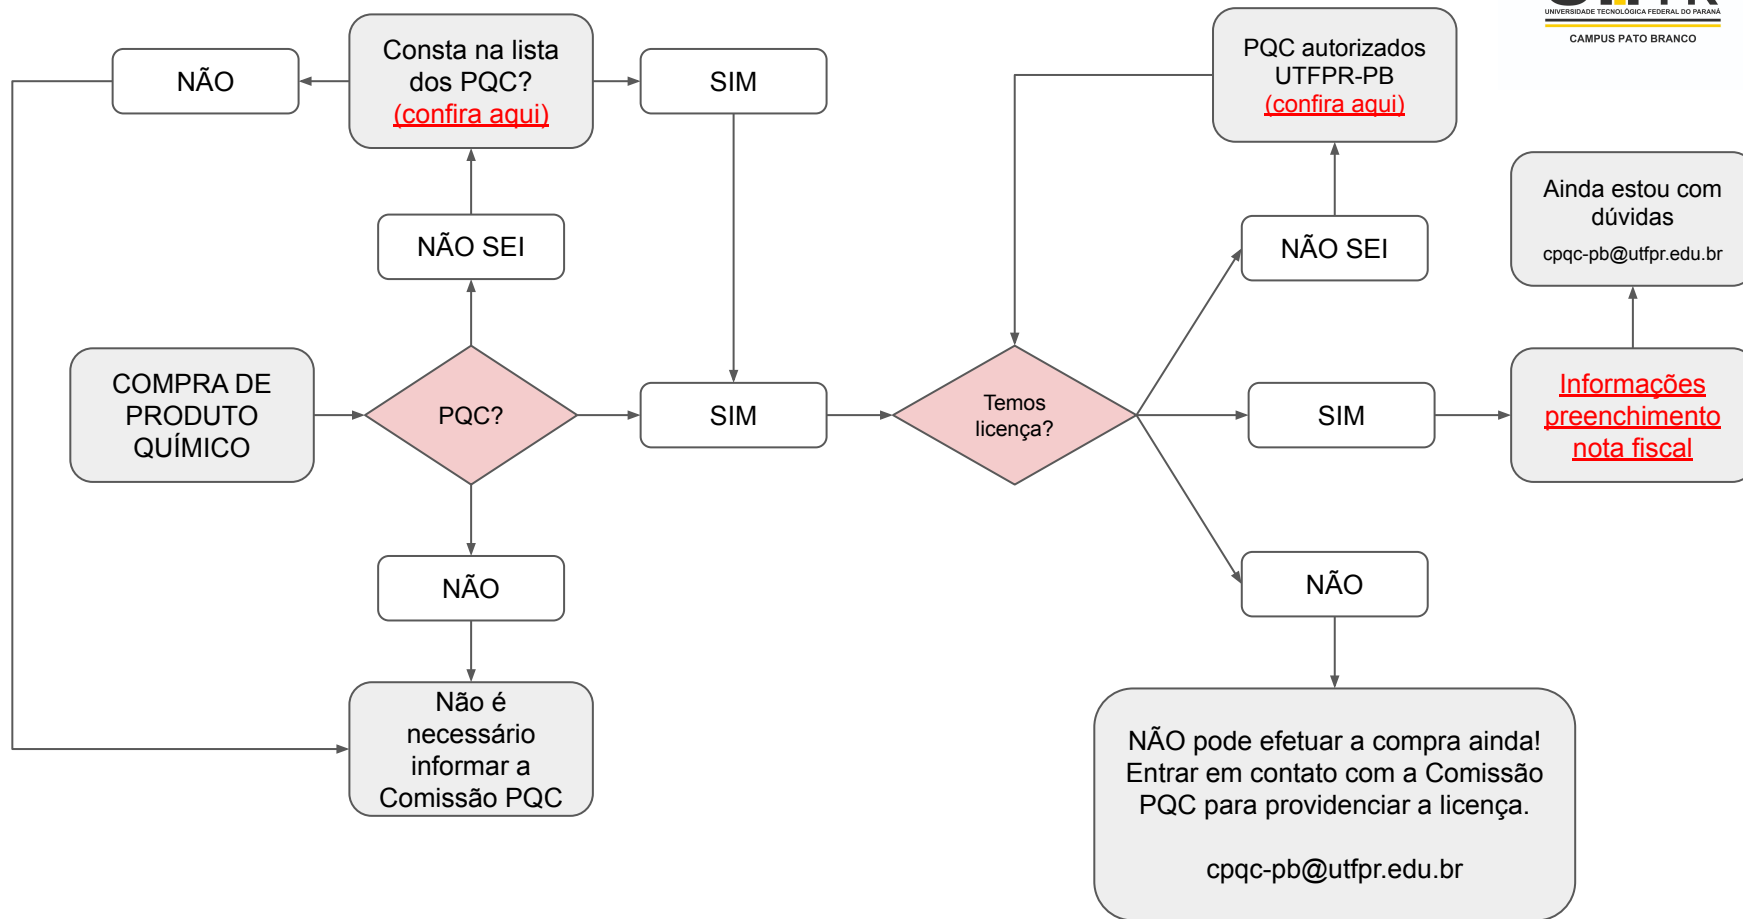 UNIVERSIDADE TECNOLÓGICA FEDERAL DO PARANÁ
CAMPUS PATO BRANCO
NÃO
Consta na lista
dos PQC?
(confira aqui)
SIM
PQC autorizados
UTFPR-PB
(confira aqui)
Ainda estou com
dúvidas
cpqc-pb@utfpr.edu.br
NÃO SEI
NÃO SEI
COMPRA DE
PRODUTO
QUÍMICO
PQC?
SIM
Temos
licença?
SIM
Informações
preenchimento
nota fiscal
NÃO
NÃO
Não é
necessário
informar a
Comissão PQC
NÃO pode efetuar a compra ainda!
Entrar em contato com a Comissão
PQC para providenciar a licença.
cpqc-pb@utfpr.edu.br